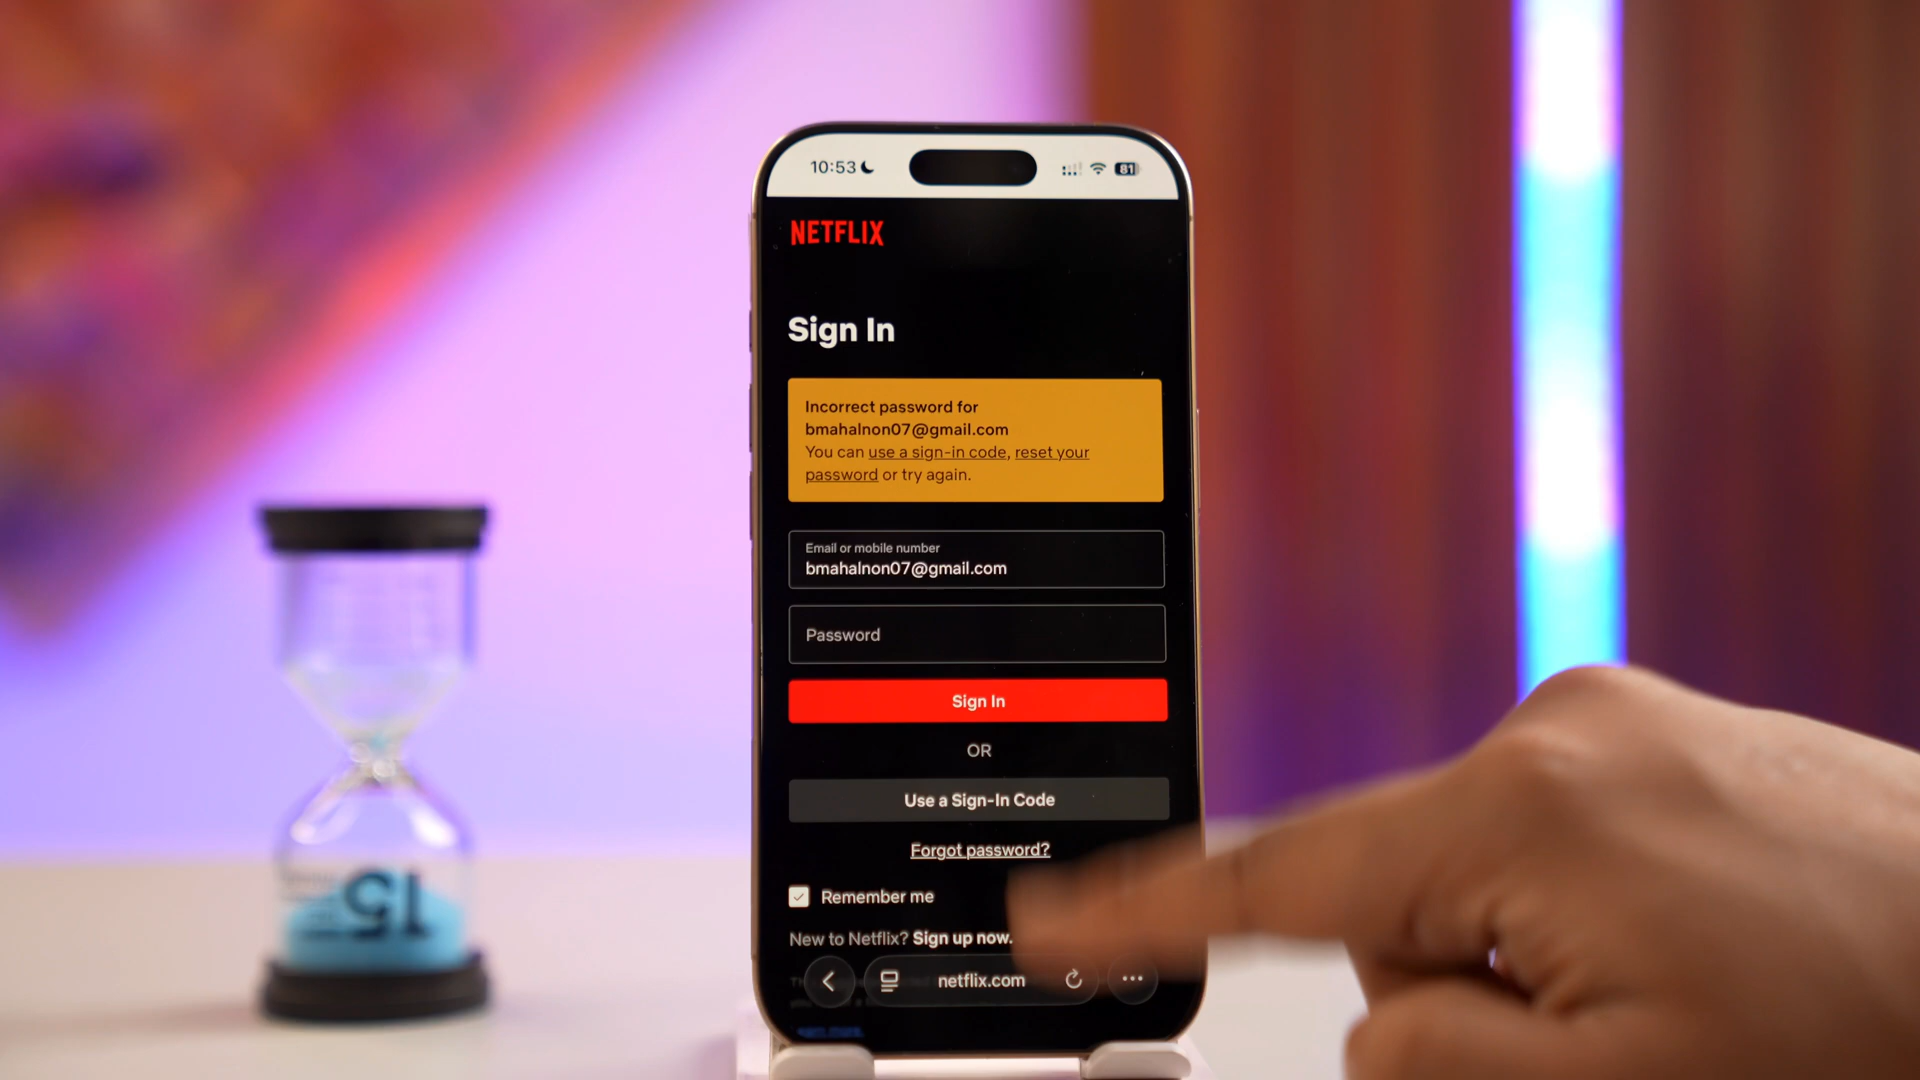 10:53
81
NETFLIX
Sign In
Incorrect password for
bmahalnon07@gmail.com
You can use a sign-in code, reset your
password or try again.
Email or mobile number
bmahalnon07@gmail.com
Password
Sign In
OR
Use a Sign-In Code
Forgot password?
Remember me
New to Netflix? Sign up now.
netflix.com
15